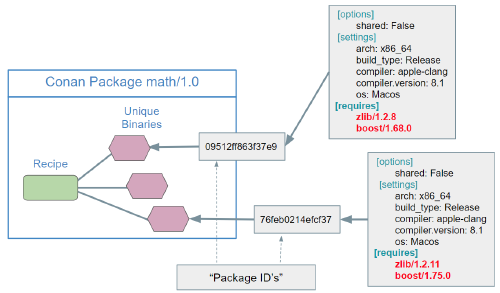 [options]
shared: False
[settings]
arch: x86_64
build_type: Release
compiler: apple-clang
compiler.version: 8.1
os: Macos
[requires]
zlib/1.2.8
boost/1.68.0
Conan Package math/1.0
Unique
Binaries
Recipe
09512ff863f37e9
76feb0214efcf37
[options]
shared: False
[settings]
arch: x86_64
build_type: Release
compiler: apple-clang
compiler.version: 8.1
os: Macos
[requires]
zlib/1.2.11
boost/1.75.0
“Package ID’s”